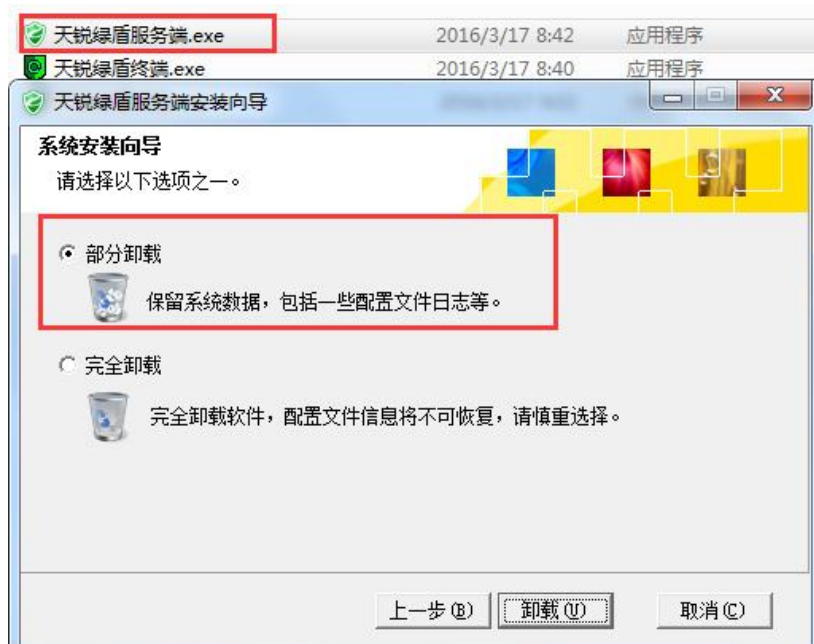 天锐绿盾服务端.exe 2016/3/17 8:42 应用程序
天锐绿盾终端.exe 2016/3/17 8:40 应用程序
天锐绿盾服务端安装向导
系统安装向导
请选择以下选项之一。
部分卸载
保留系统数据，包括一些配置文件日志等。
完全卸载
完全卸载软件，配置文件信息将不可恢复，请慎重选择。
上一步(B) 卸载(U) 取消(C)